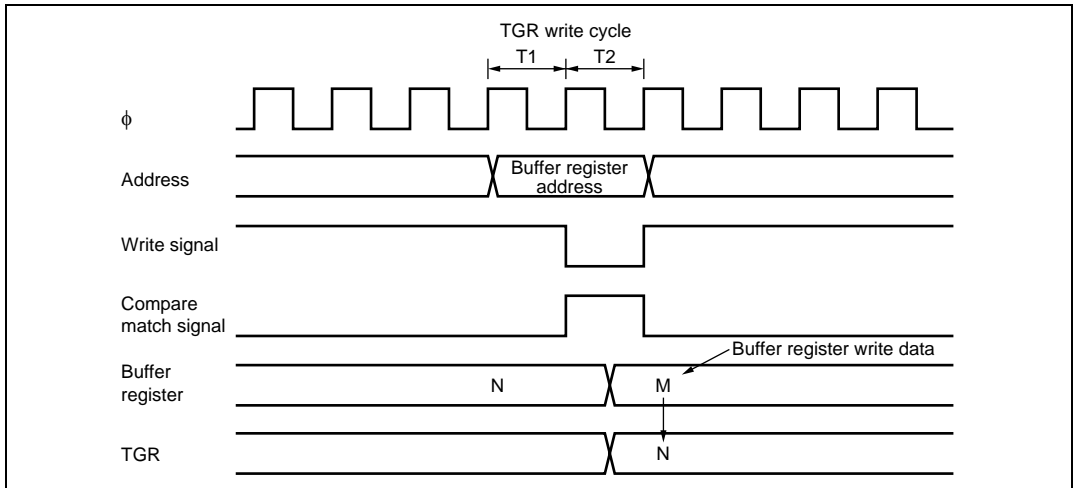 TGR write cycle
T1 T2
ϕ
Address
Buffer register
address
Write signal
Compare
match signal
Buffer register write data
Buffer
register
N M
TGR
N